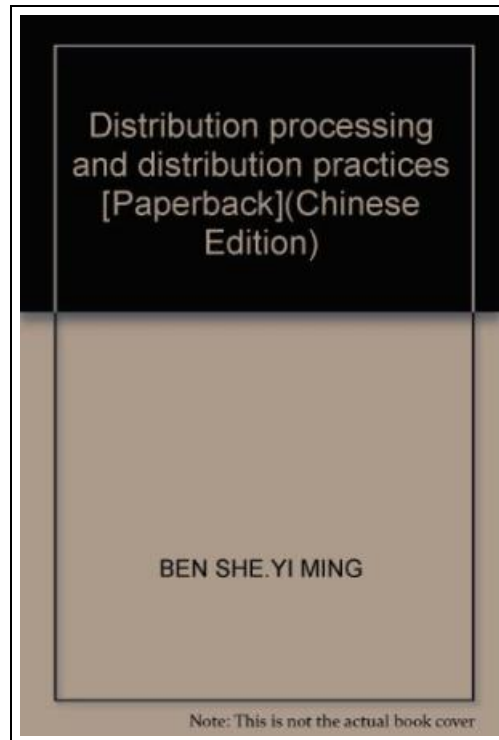 Distribution processing
and distribution practices
[Paperback](Chinese
Edition)
BEN SHE.YI MING
Note: This is not the actual book cover